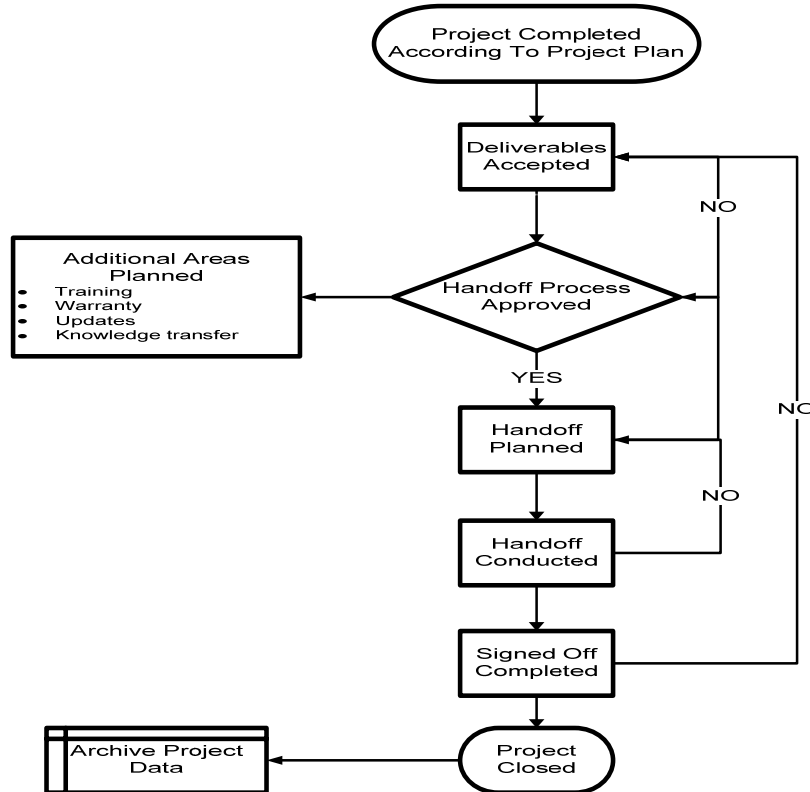 Project Completed
According To Project Plan
Deliverables
Accepted
NO
Additional Areas
Planned
• Training
• Warranty
• Updates
• Knowledge transfer
Handoff Process
Approved
YES
NO
Handoff
Planned
NO
Handoff
Conducted
Signed Off
Completed
Project
Closed
Archive Project
Data